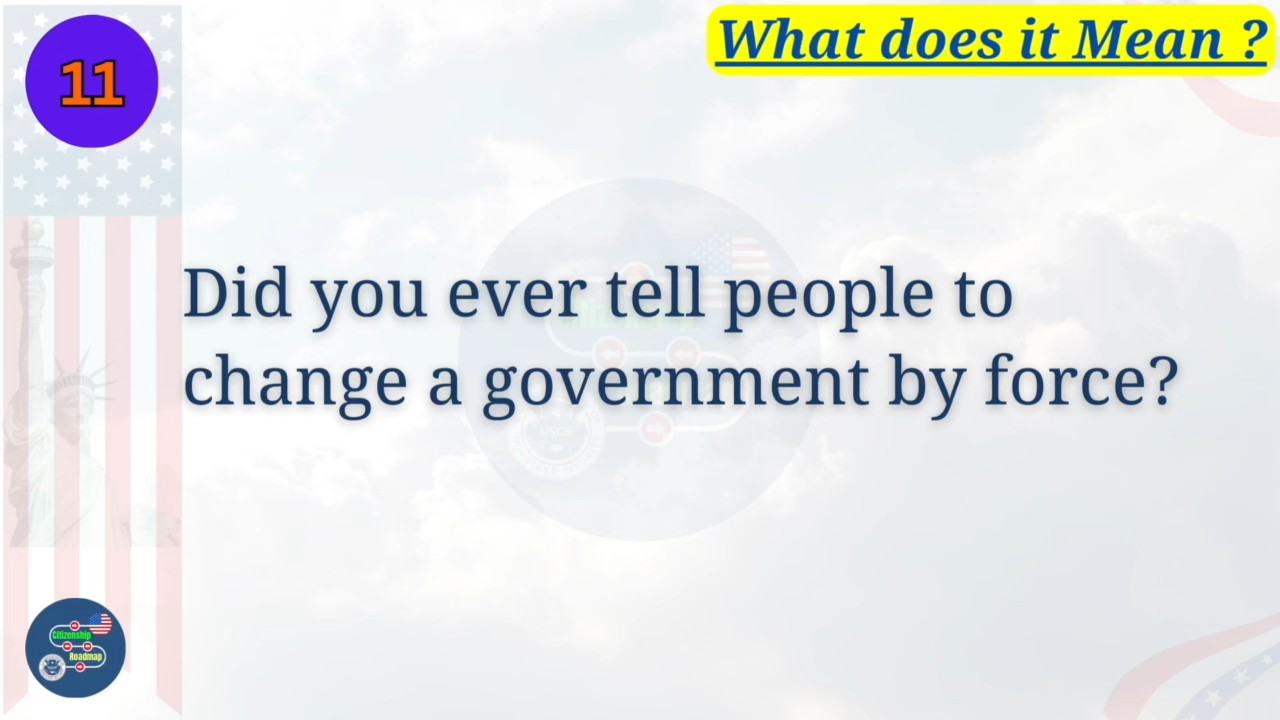 11
What does it Mean ?
Did you ever tell people to
change a government by force?
Citizenship
Roadmap